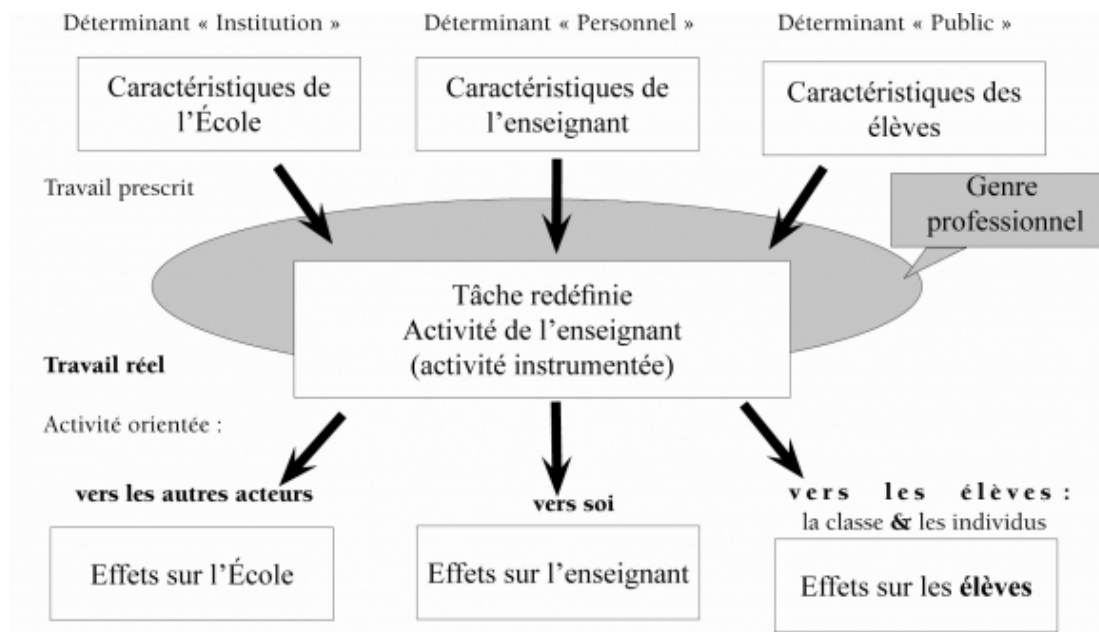 Déterminant « Institution »
Déterminant « Personnel »
Déterminant « Public »
Caractéristiques de
l’École
Caractéristiques de
l’enseignant
Caractéristiques des
élèves
Travail prescrit
Genre
professionnel
Tâche redéfinie
Activité de l’enseignant
(activité instrumentée)
Travail réel
Activité orientée :
vers les autres acteurs
vers soi
vers les élèves :
la classe & les individus
Effets sur l’École
Effets sur l’enseignant
Effets sur les élèves